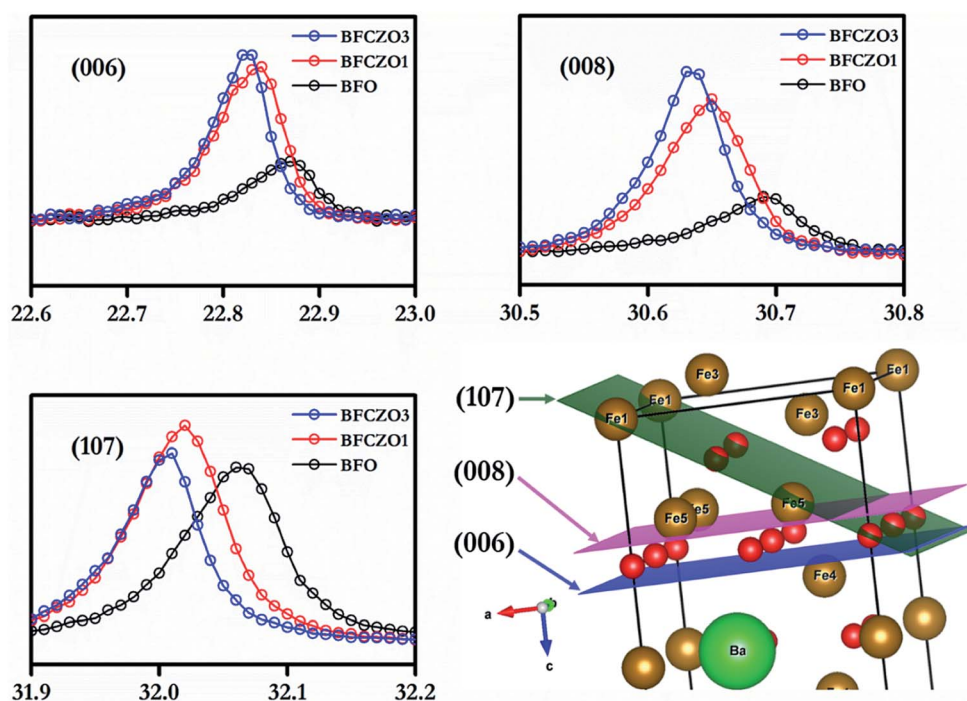 (006)
BFCZO3
BFCZO1
BFO
22.6 22.7 22.8 22.9 23.0
(008)
BFCZO3
BFCZO1
BFO
30.5 30.6 30.7 30.8
(107)
BFCZO3
BFCZO1
BFO
31.9 32.0 32.1 32.2
(107)
(008)
(006)
Fe3
Fe1
Fe1
Fe1
Fe1
Fe3
Fe5
Fe5
Fe5
Fe4
a
b
c
Ba